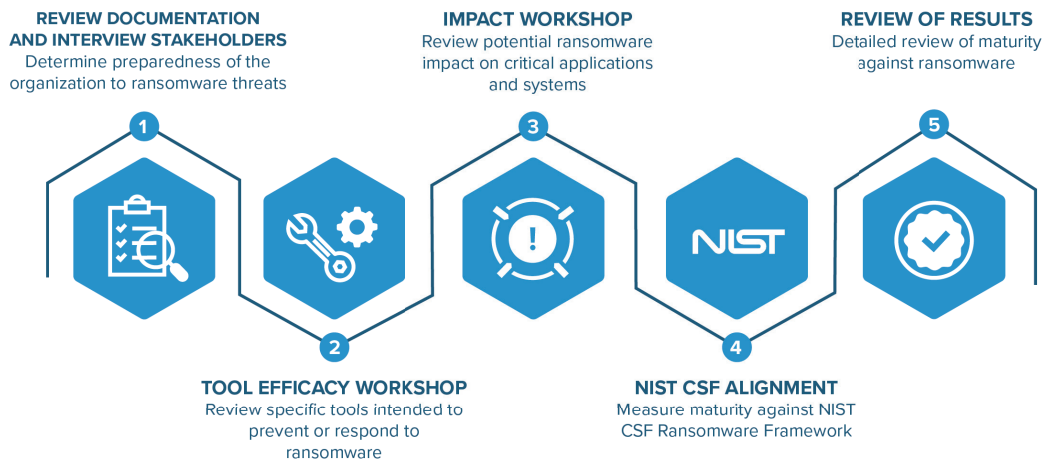 REVIEW DOCUMENTATION
AND INTERVIEW STAKEHOLDERS
Determine preparedness of the
organization to ransomware threats
1
2
TOOL EFFICACY WORKSHOP
Review specific tools intended to
prevent or respond to
ransomware
IMPACT WORKSHOP
Review potential ransomware
impact on critical applications
and systems
3
!
NIST
4
NIST CSF ALIGNMENT
Measure maturity against NIST
CSF Ransomware Framework
REVIEW OF RESULTS
Detailed review of maturity
against ransomware
5